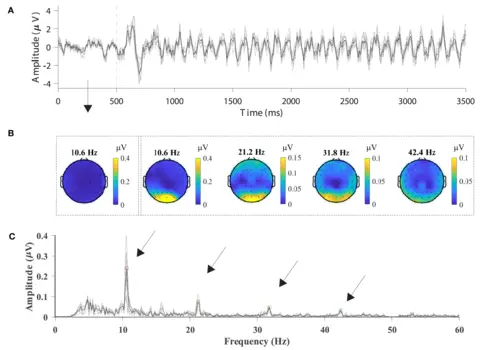 A
Amplitude (μ V)
4
2
0
-2
-4
0 500 1000 1500 2000 2500 3000 3500
Time (ms)
B
10.6 Hz μV 10.6 Hz μV 21.2 Hz μV 31.8 Hz μV 42.4 Hz μV
0.4 0.4 0.15 0.1 0.1
0.2 0.2 0.1 0.05 0.05
0.05
0 0 0 0 0
C
Amplitude (μV)
0.4
0.3
0.2
0.1
0
0 10 20 30 40 50 60
Frequency (Hz)